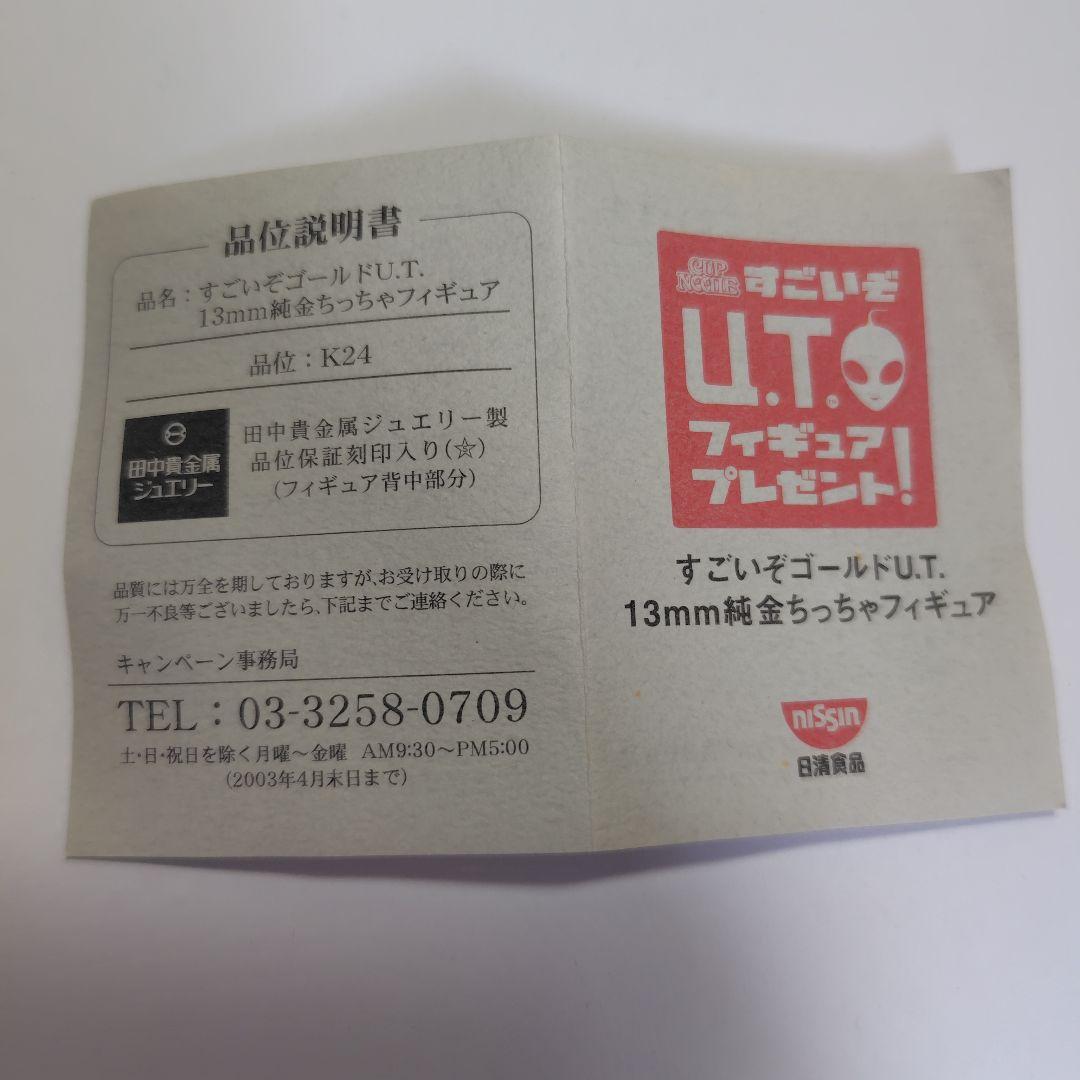 品位説明書
品名：すごいぞゴールドU.T.
13mm純金ちっちゃフィギュア
品位：K24
田中貴金属
ジュエリー
田中貴金属ジュエリー製
品位保証刻印入り(☆)
(フィギュア背中部分)
品質には万全を期しておりますが、お受け取りの際に
万一不良等ございましたら、下記までご連絡ください。
キャンペーン事務局
TEL：03-3258-0709
土・日・祝日を除く月曜～金曜 AM9:30～PM5:00
(2003年4月末日まで)
CUP
NOODLE
すごいぞ
U.T.
フィギュア
プレゼント!
すごいぞゴールドU.T.
13mm純金ちっちゃフィギュア
NISSIN
日清食品